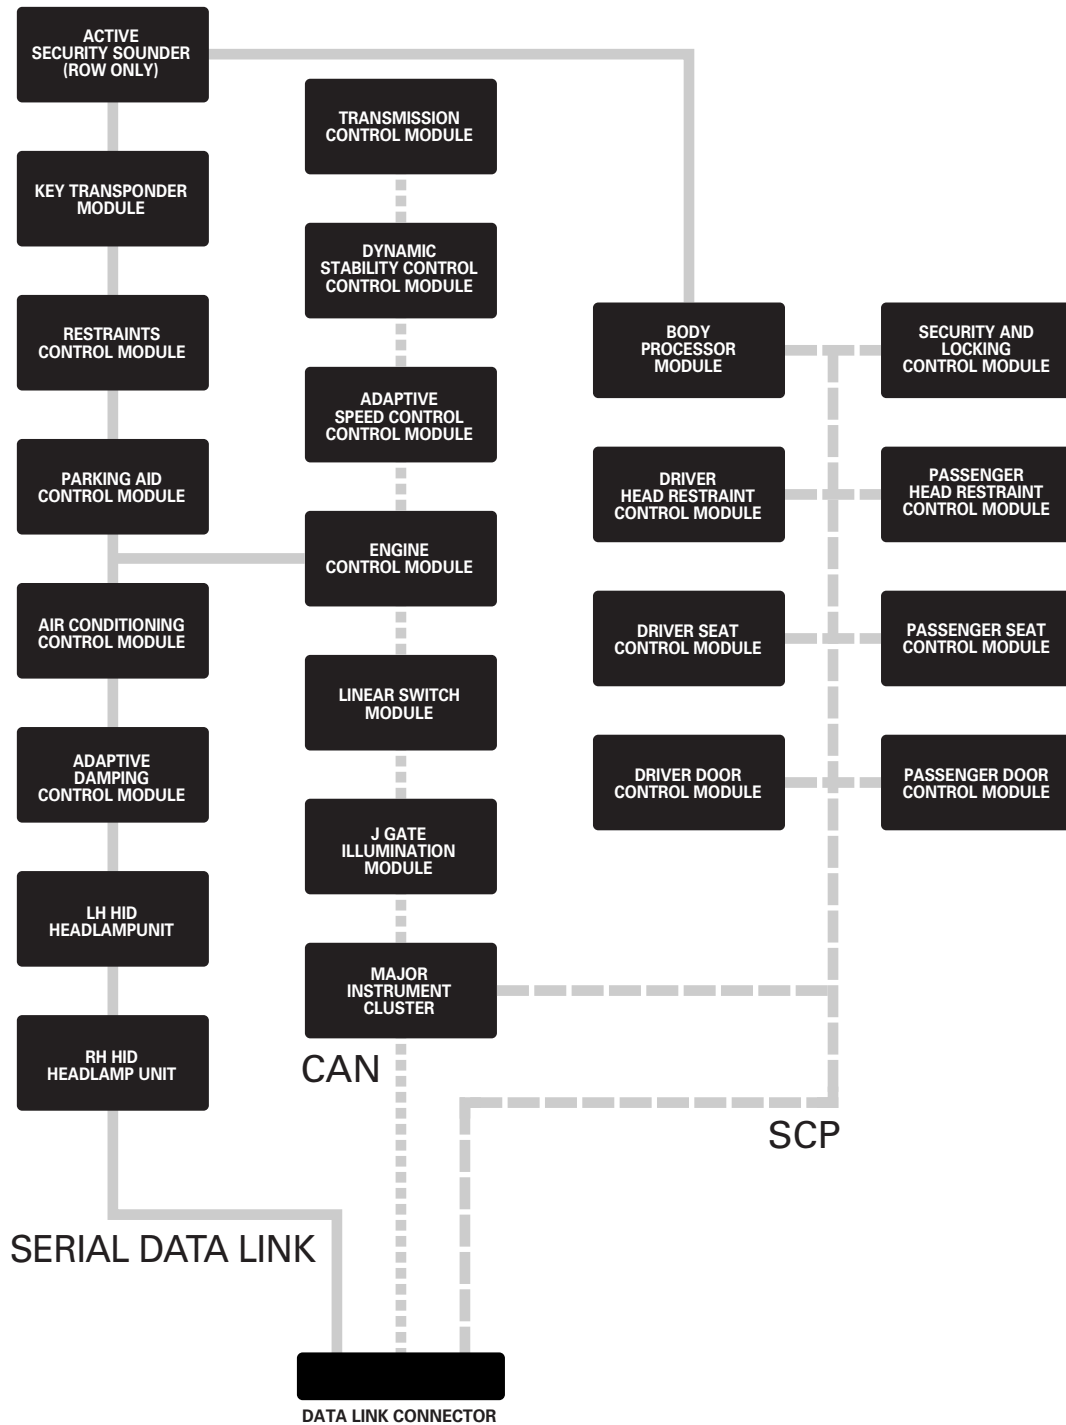 ACTIVE
SECURITY SOUNDER
(ROW ONLY)
KEY TRANSPONDER
MODULE
RESTRAINTS
CONTROL MODULE
PARKING AID
CONTROL MODULE
AIR CONDITIONING
CONTROL MODULE
ADAPTIVE
DAMPING
CONTROL MODULE
LH HID
HEADLAMPUNIT
RH HID
HEADLAMP UNIT
SERIAL DATA LINK
TRANSMISSION
CONTROL MODULE
DYNAMIC
STABILITY CONTROL
CONTROL MODULE
ADAPTIVE
SPEED CONTROL
CONTROL MODULE
ENGINE
CONTROL MODULE
LINEAR SWITCH
MODULE
J GATE
ILLUMINATION
MODULE
MAJOR
INSTRUMENT
CLUSTER
CAN
BODY
PROCESSOR
MODULE
DRIVER
HEAD RESTRAINT
CONTROL MODULE
DRIVER SEAT
CONTROL MODULE
DRIVER DOOR
CONTROL MODULE
SECURITY AND
LOCKING
CONTROL MODULE
PASSENGER
HEAD RESTRAINT
CONTROL MODULE
PASSENGER SEAT
CONTROL MODULE
PASSENGER DOOR
CONTROL MODULE
SCP
DATA LINK CONNECTOR